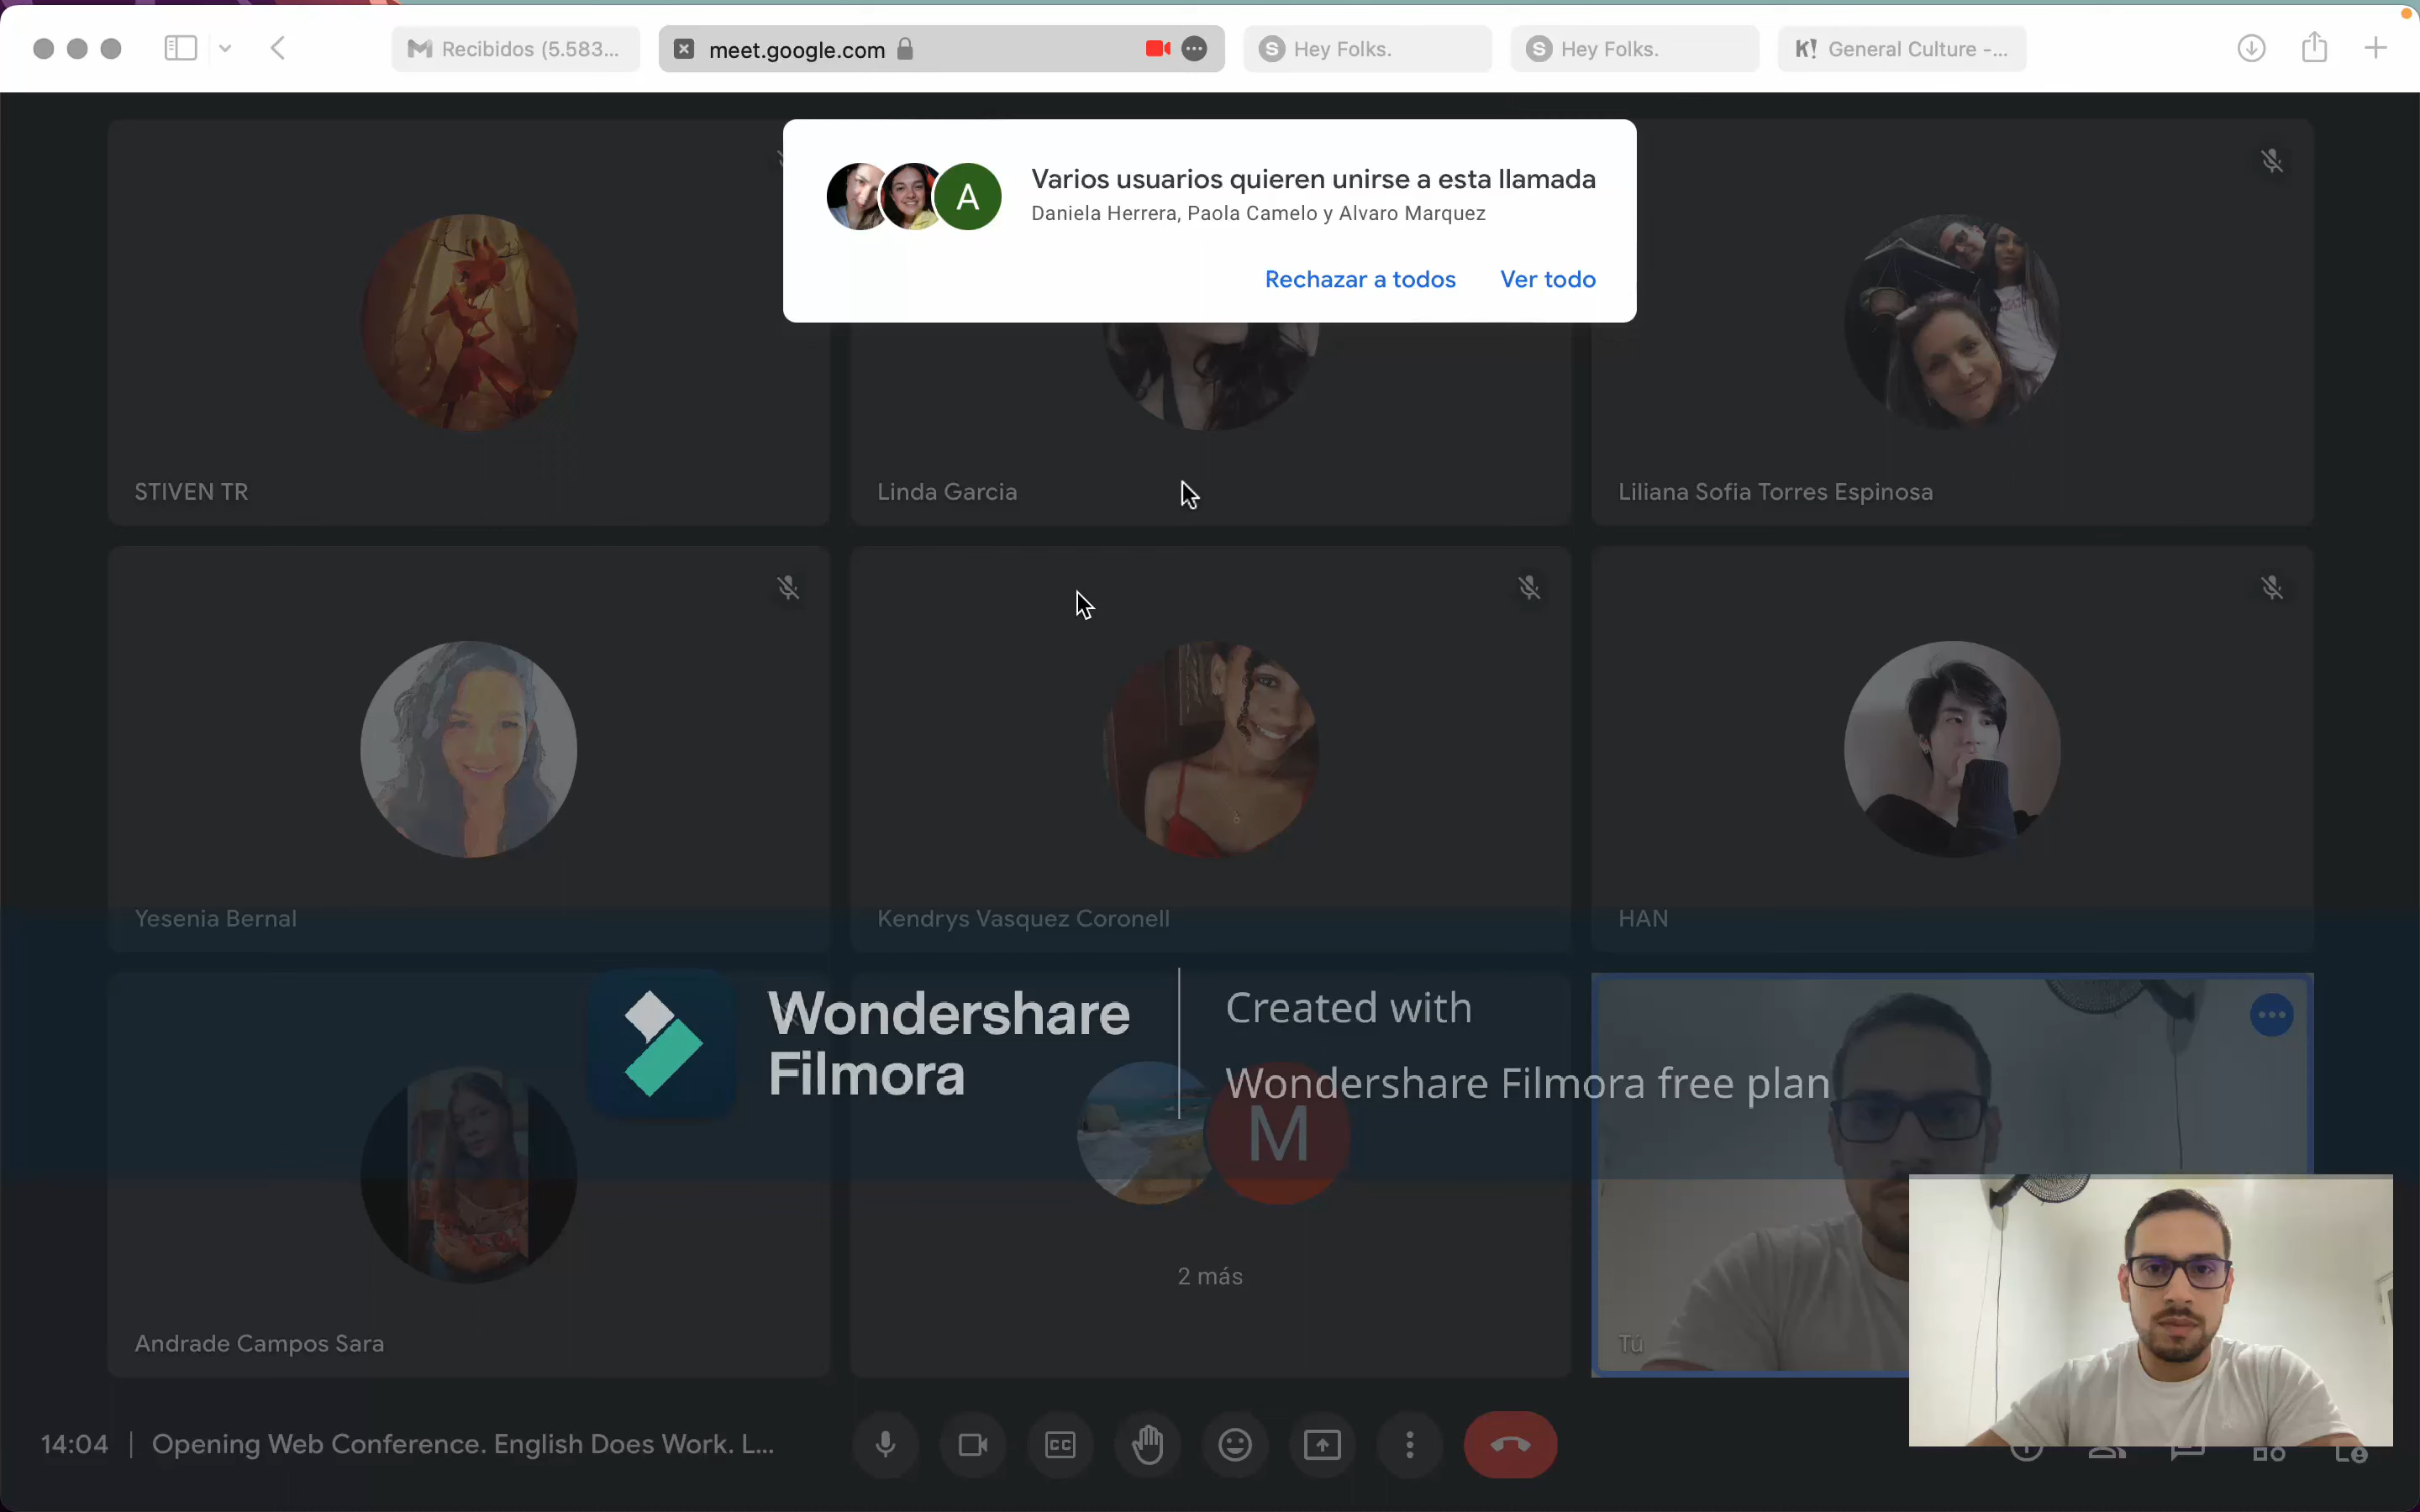 Recibidos (5.583...
meet.google.com
S Hey Folks.
S Hey Folks.
K! General Culture -...
A
Varios usuarios quieren unirse a esta llamada
Daniela Herrera, Paola Camelo y Alvaro Marquez
Rechazar a todos
Ver todo
STIVEN TR
Linda Garcia
Liliana Sofia Torres Espinosa
Yesenia Bernal
Kendrys Vasquez Coronell
HAN
Wondershare
Filmora
Created with
Wondershare Filmora free plan
M
2 más
Andrade Campos Sara
Tú
14:04 | Opening Web Conference. English Does Work. L...
CC